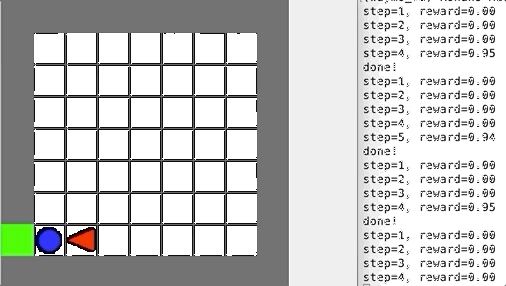 step=1, reward=0.00
step=2, reward=0.00
step=3, reward=0.00
step=4, reward=0.95
done!
step=1, reward=0.00
step=2, reward=0.00
step=3, reward=0.00
step=4, reward=0.00
step=5, reward=0.94
done!
step=1, reward=0.00
step=2, reward=0.00
step=3, reward=0.00
step=4, reward=0.95
done!
step=1, reward=0.00
step=2, reward=0.00
step=3, reward=0.00
step=4, reward=0.00